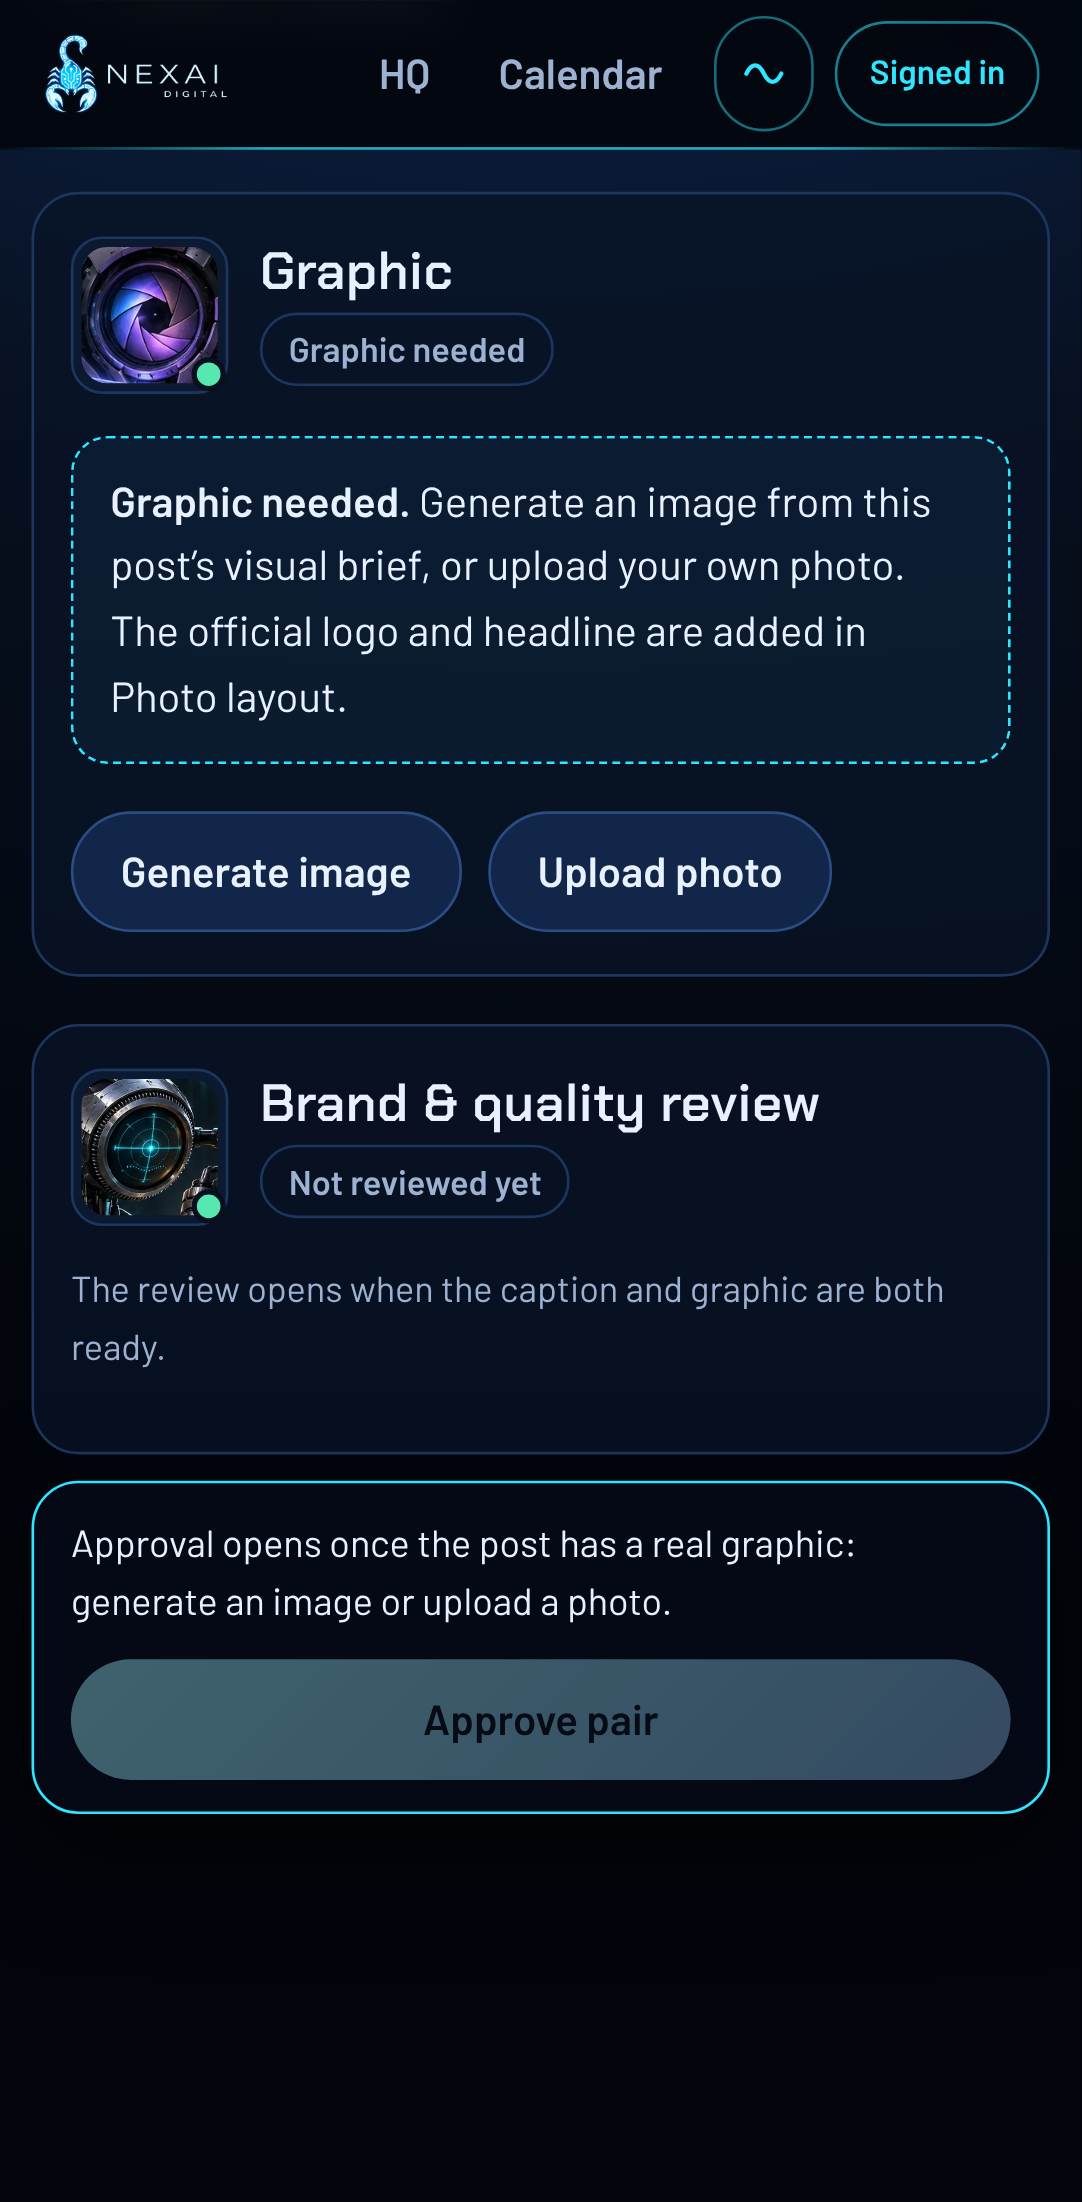 NEXAI
DIGITAL
HQ
Calendar
Signed in
Graphic
Graphic needed
Graphic needed. Generate an image from this
post’s visual brief, or upload your own photo.
The official logo and headline are added in
Photo layout.
Generate image
Upload photo
Brand & quality review
Not reviewed yet
The review opens when the caption and graphic are both
ready.
Approval opens once the post has a real graphic:
generate an image or upload a photo.
Approve pair